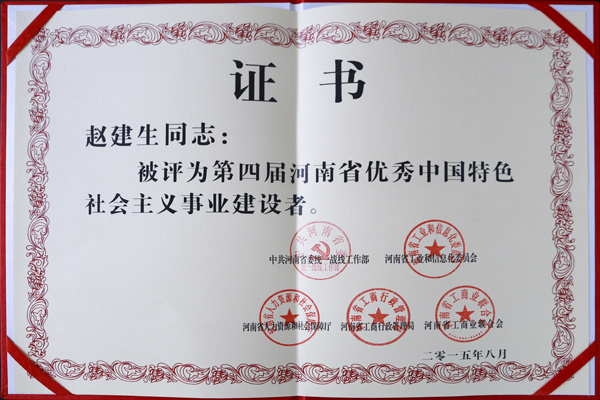 证书
赵建生同志：
被评为第四届河南省优秀中国特色
社会主义事业建设者。
中共河南省委统一战线工作部 河南省工业和信息化委员会
河南省人力资源和社会保障厅 河南省工商行政管理局 河南省工商业联合会
二〇一五年八月